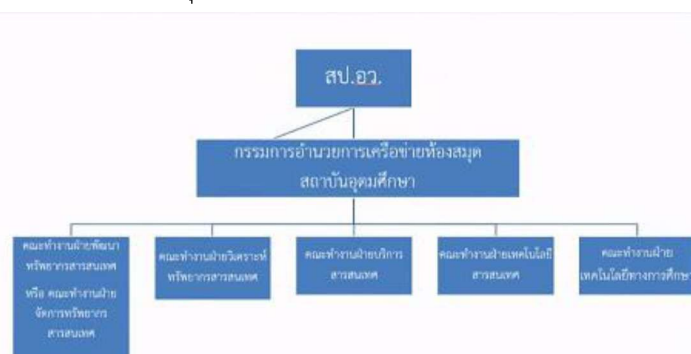 สป.อว.
กรรมการอำนวยการเครือข่ายห้องสมุด
สถาบันอุดมศึกษา
คณะทำงานฝ่ายพัฒนา
ทรัพยากรสารสนเทศ
หรือ คณะทำงานฝ่าย
จัดการทรัพยากร
สารสนเทศ
คณะทำงานฝ่ายวิเคราะห์
ทรัพยากรสารสนเทศ
คณะทำงานฝ่ายบริการ
สารสนเทศ
คณะทำงานฝ่ายเทคโนโลยี
สารสนเทศ
คณะทำงานฝ่าย
เทคโนโลยีทางการศึกษา